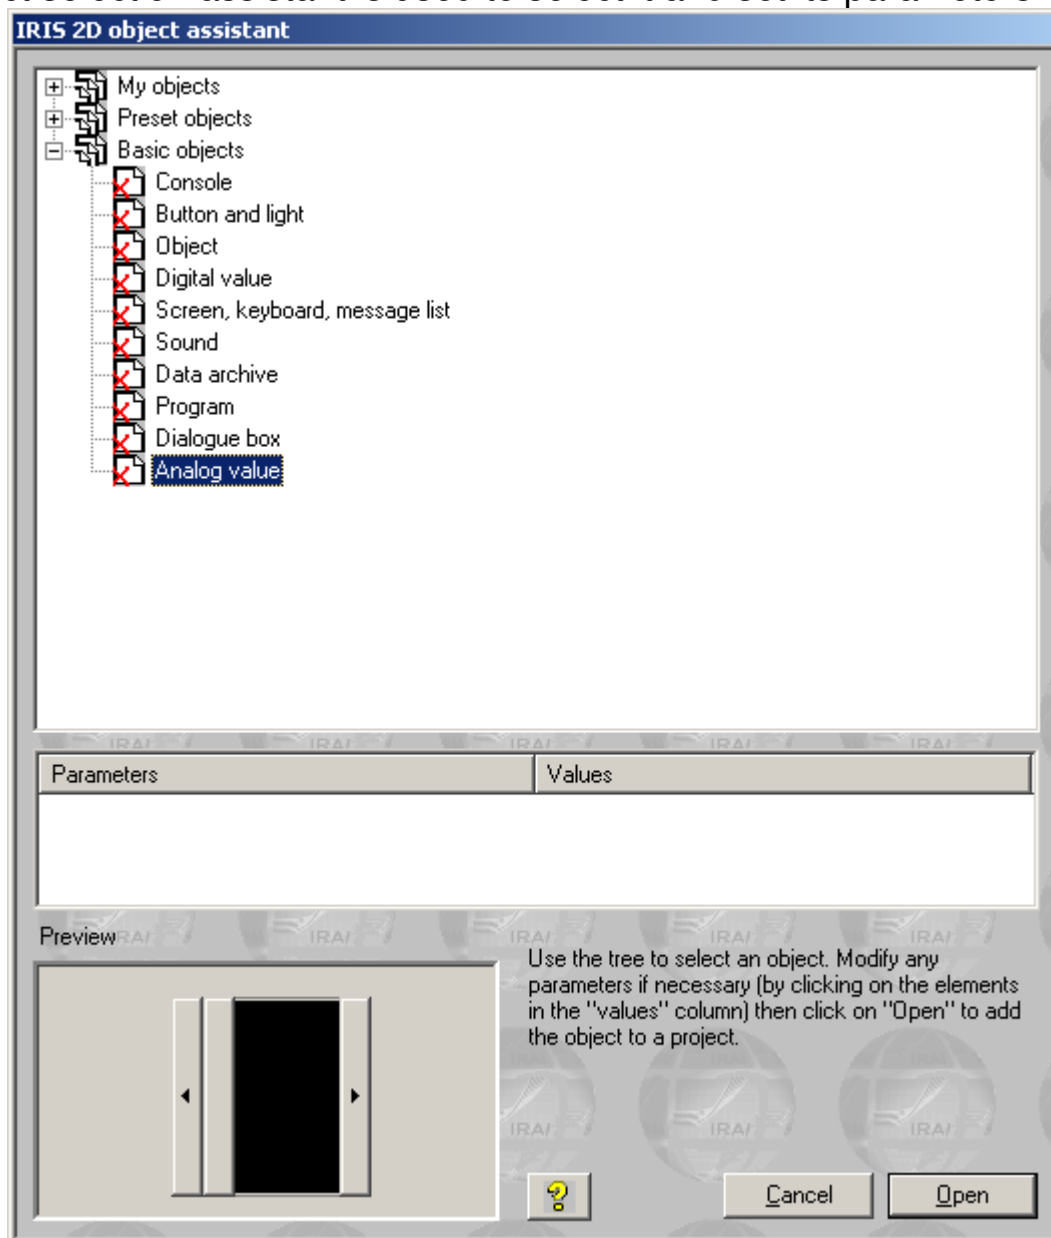 IRIS 2D object assistant
My objects
Preset objects
Basic objects
Console
Button and light
Object
Digital value
Screen, keyboard, message list
Sound
Data archive
Program
Dialogue box
Analog value
Parameters Values
Preview
Use the tree to select an object. Modify any
parameters if necessary (by clicking on the elements
in the "values" column) then click on "Open" to add
the object to a project.
Cancel Open